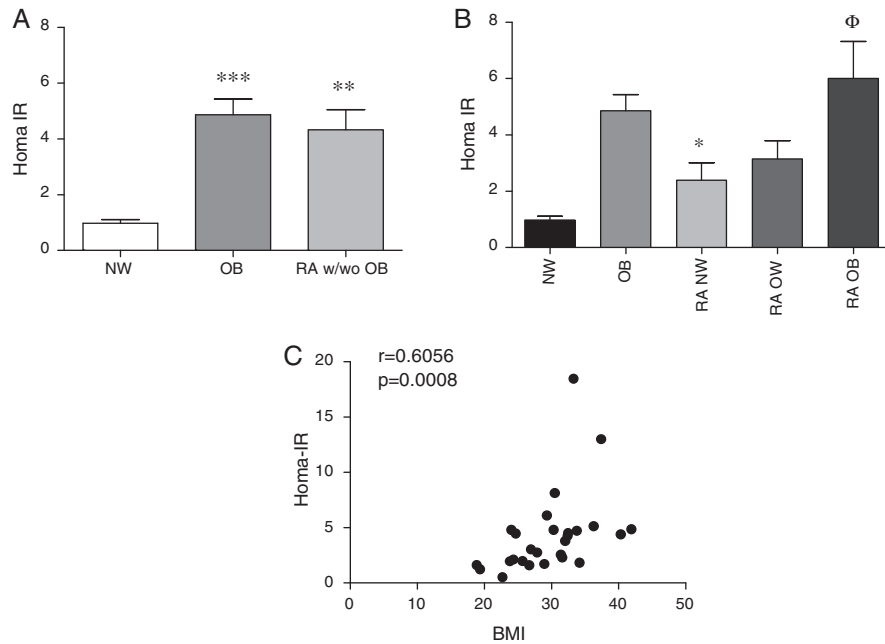 A
Homa IR
8
6
4
2
0
***
**
NW
OB
RA w/wo OB
B
Homa IR
8
6
4
2
0
*
Φ
NW
OB
RA NW
RA OW
RA OB
C
r=0.6056
p=0.0008
Homa-IR
20
15
10
5
0
0
10
20
30
40
50
BMI